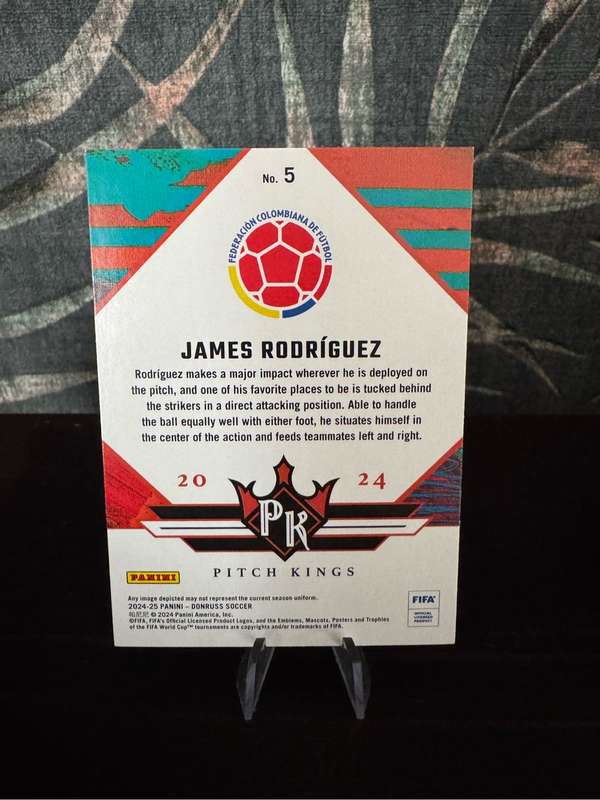 No. 5
FEDERACIÓN COLOMBIANA DE FÚTBOL
JAMES RODRÍGUEZ
Rodríguez makes a major impact wherever he is deployed on
the pitch, and one of his favorite places to be is tucked behind
the strikers in a direct attacking position. Able to handle
the ball equally well with either foot, he situates himself in
the center of the action and feeds teammates left and right.
20 24
PK
PITCH KINGS
PANINI
Any image depicted may not represent the current season uniform.
2024-25 PANINI – DONRUSS SOCCER
帕尼尼 © 2024 Panini America, Inc.
©FIFA, FIFA's Official Licensed Product Logos, and the Emblems, Mascots, Posters and Trophies
of the FIFA World Cup™ tournaments are copyrights and/or trademarks of FIFA.
FIFA
OFFICIAL
LICENSED
PRODUCT